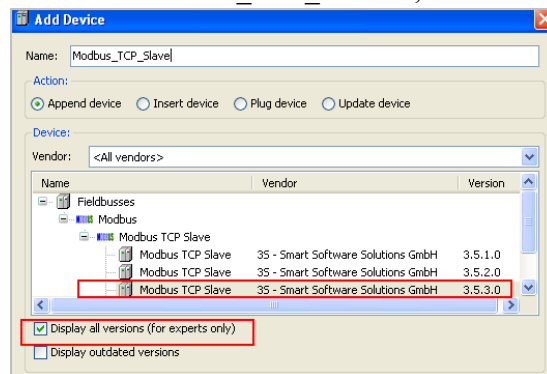 Add Device
Name: Modbus_TCP_Slave
Action:
Append device Insert device Plug device Update device
Device:
Vendor: <All vendors>
Name Vendor Version
Fieldbusses
Modbus
Modbus TCP Slave
Modbus TCP Slave 3S - Smart Software Solutions GmbH 3.5.1.0
Modbus TCP Slave 3S - Smart Software Solutions GmbH 3.5.2.0
Modbus TCP Slave 3S - Smart Software Solutions GmbH 3.5.3.0
Display all versions (for experts only)
Display outdated versions